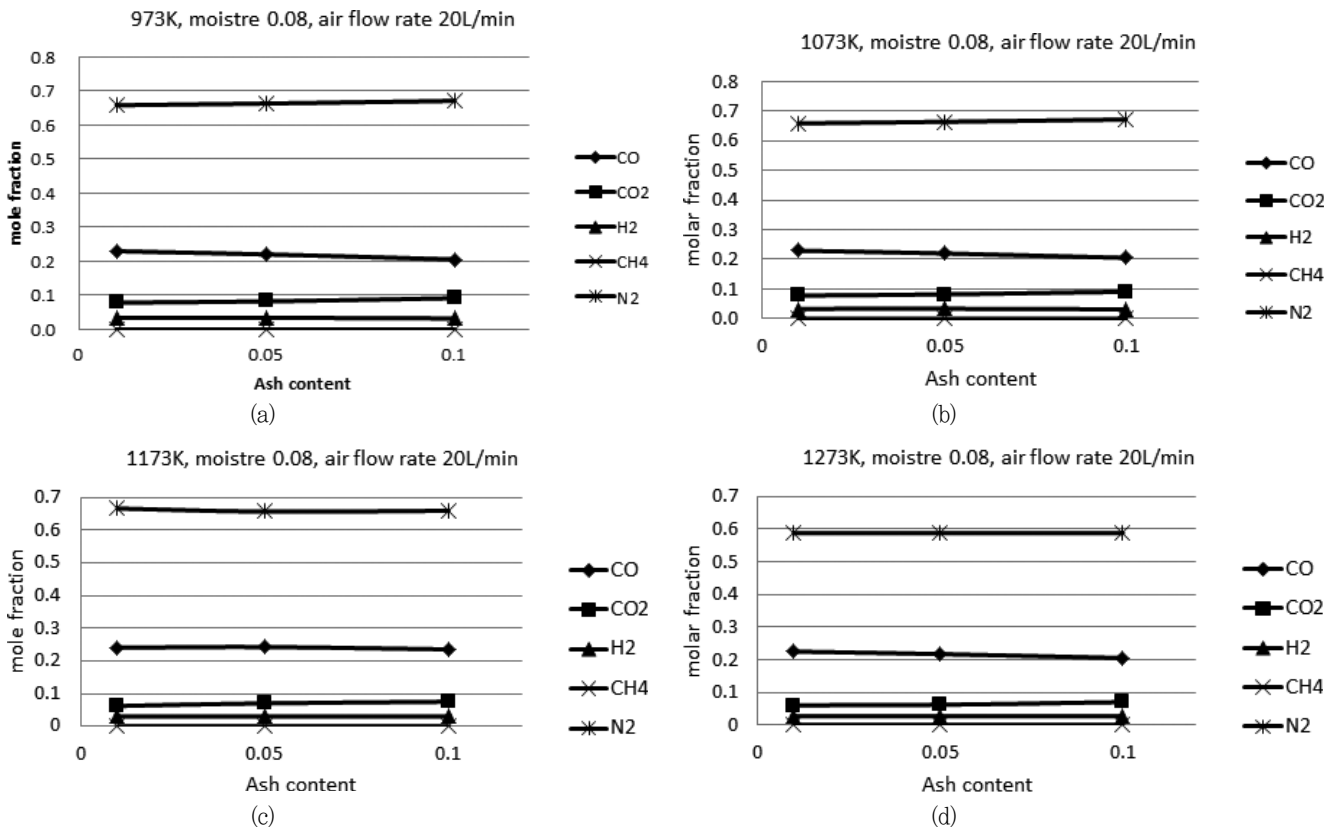 973K, moistre 0.08, air flow rate 20L/min
0.8
0.7
0.6
0.5
0.4
0.3
0.2
0.1
0.0
mole fraction
0
0.05
0.1
Ash content
CO
CO2
H2
CH4
N2
(a)
1073K, moistre 0.08, air flow rate 20L/min
0.8
0.7
0.6
0.5
0.4
0.3
0.2
0.1
0.0
molar fraction
0
0.05
0.1
Ash content
CO
CO2
H2
CH4
N2
(b)
1173K, moistre 0.08, air flow rate 20L/min
0.7
0.6
0.5
0.4
0.3
0.2
0.1
0
mole fraction
0
0.05
0.1
Ash content
CO
CO2
H2
CH4
N2
(c)
1273K, moistre 0.08, air flow rate 20L/min
0.7
0.6
0.5
0.4
0.3
0.2
0.1
0
molar fraction
0
0.05
0.1
Ash content
CO
CO2
H2
CH4
N2
(d)